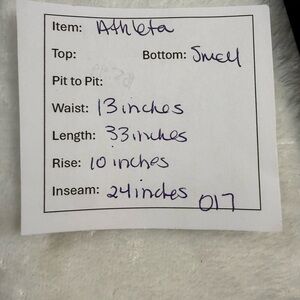 Item: Athleta
Top: Bottom: Small
Pit to Pit:
Waist: 13 inches
Length: 33 inches
Rise: 10 inches
Inseam: 24 inches 017